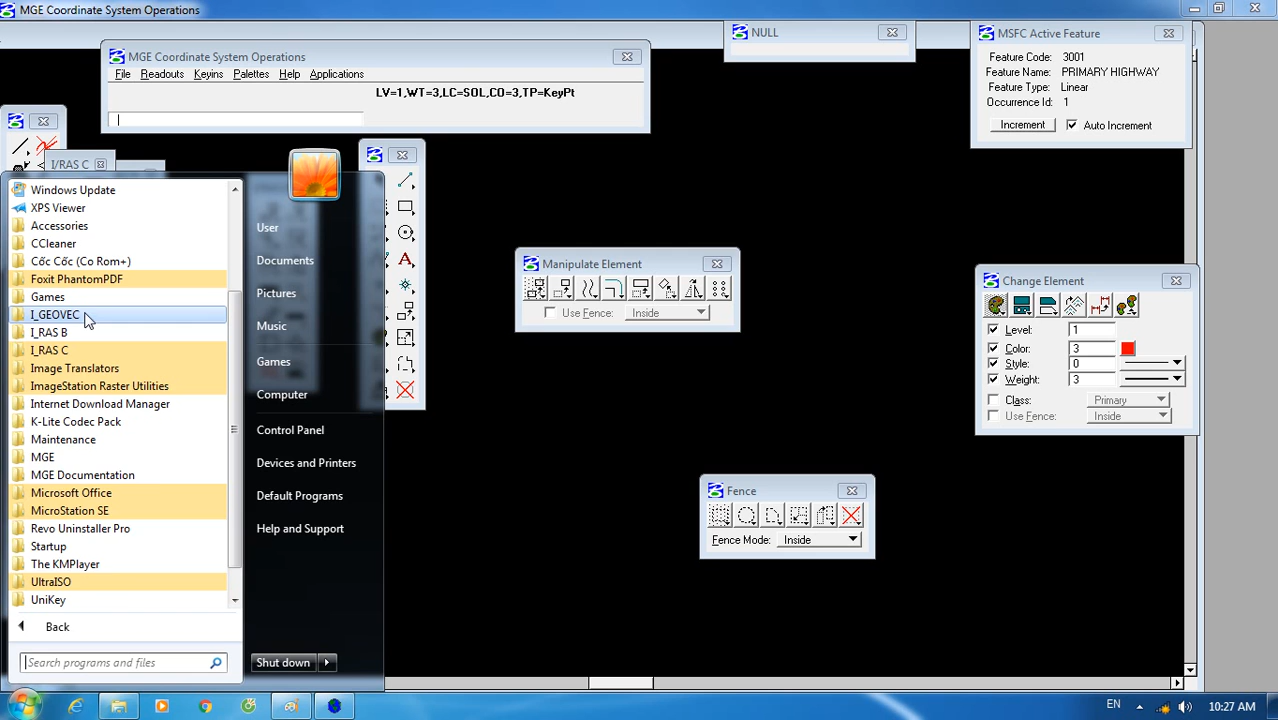 MGE Coordinate System Operations
NULL
MSFC Active Feature
Feature Code: 3001
Feature Name: PRIMARY HIGHWAY
Feature Type: Linear
Occurrence Id: 1
Increment
Auto Increment
MGE Coordinate System Operations
File Readouts Keyins Palettes Help Applications
LV=1,WT=3,LC=SOL,CO=3,TP=KeyPt
I/RAS C
Windows Update
XPS Viewer
Accessories
CCleaner
Cốc Cốc (Co Rom+)
Foxit PhantomPDF
Games
I_GEOVEC
I_RAS B
I_RAS C
Image Translators
ImageStation Raster Utilities
Internet Download Manager
K-Lite Codec Pack
Maintenance
MGE
MGE Documentation
Microsoft Office
MicroStation SE
Revo Uninstaller Pro
Startup
The KMPlayer
UltraISO
UniKey
Back
Search programs and files
User
Documents
Pictures
Music
Games
Computer
Control Panel
Devices and Printers
Default Programs
Help and Support
Shut down
Manipulate Element
Use Fence: Inside
Change Element
Level: 1
Color: 3
Style: 0
Weight: 3
Class: Primary
Use Fence: Inside
Fence
Fence Mode: Inside
EN
10:27 AM